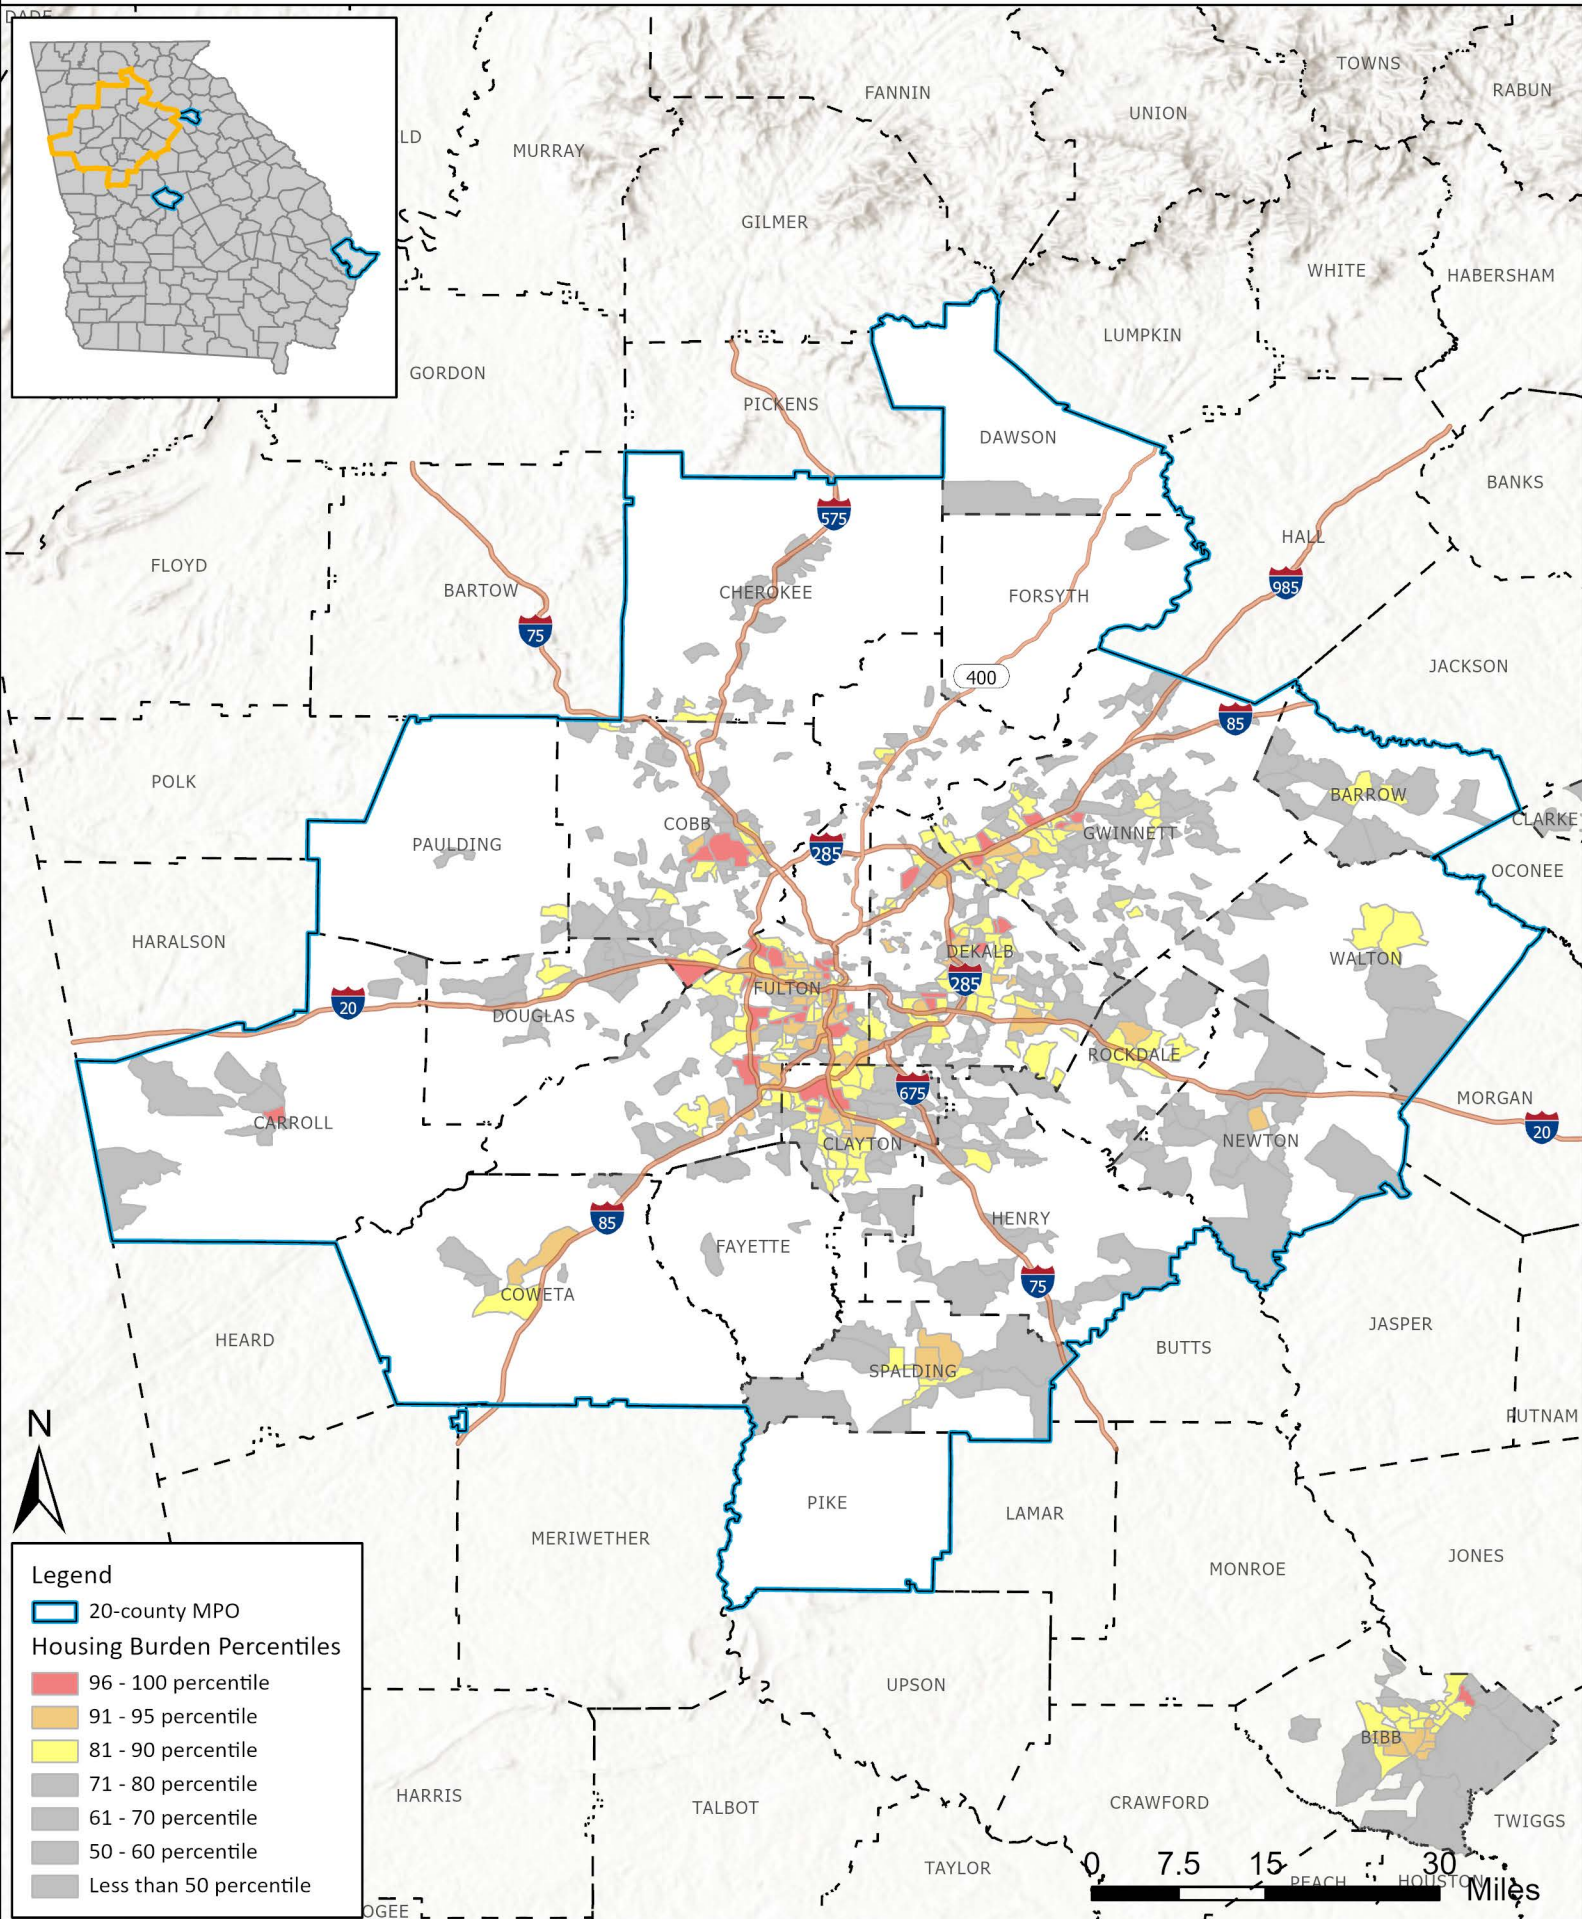 DADE
FANNIN
TOWNS
RABUN
UNION
LD
MURRAY
GILMER
WHITE
HABERSHAM
LUMPKIN
GORDON
PICKENS
DAWSON
BANKS
575
HALL
FLOYD
BARTOW
CHEROKEE
FORSYTH
985
75
JACKSON
400
85
POLK
BARROW
COBB
GWINNETT
CLARKE
PAULDING
285
OCONEE
HARALSON
DEKALB
WALTON
285
FULTON
20
DOUGLAS
ROCKDALE
675
MORGAN
CARROLL
20
CLAYTON
NEWTON
85
HENRY
FAYETTE
75
COWETA
HEARD
JASPER
BUTTS
SPALDING
N
PUTNAM
PIKE
LAMAR
MERIWETHER
JONES
MONROE
Legend
20-county MPO
Housing Burden Percentiles
96 - 100 percentile
91 - 95 percentile
81 - 90 percentile
71 - 80 percentile
61 - 70 percentile
50 - 60 percentile
Less than 50 percentile
UPSON
BIBB
HARRIS
TALBOT
CRAWFORD
TWIGGS
TAYLOR
0 7.5 15 30
Miles
PEACH
HOUSTON
OGEE